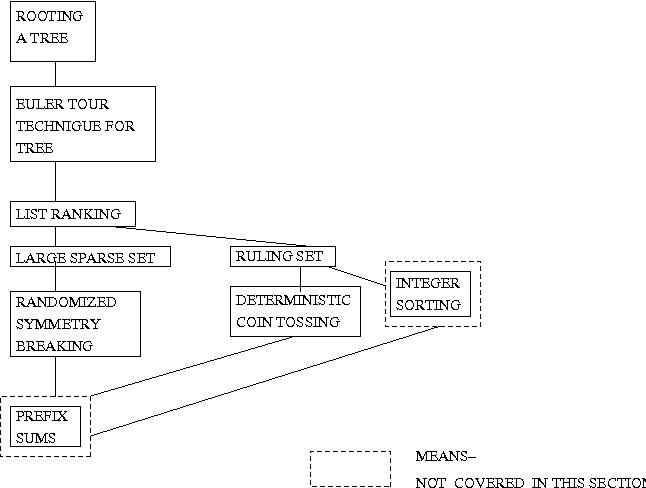 ROOTING
A TREE
EULER TOUR
TECHNIGUE FOR
TREE
LIST RANKING
LARGE SPARSE SET
RULING SET
INTEGER
SORTING
RANDOMIZED
SYMMETRY
BREAKING
DETERMINISTIC
COIN TOSSING
PREFIX
SUMS
MEANS–
NOT COVERED IN THIS SECTION